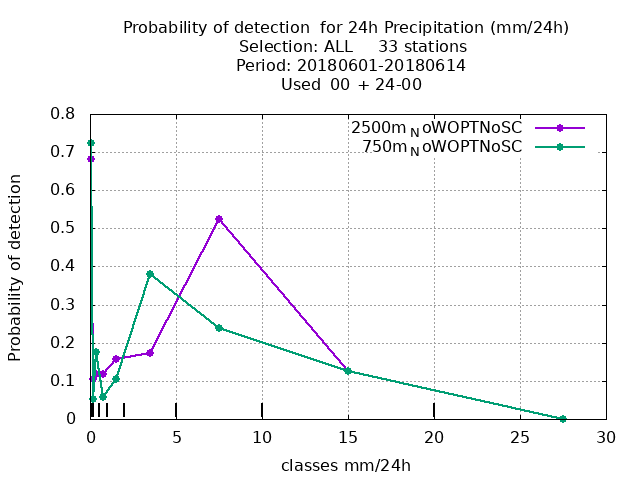 Probability of detection for 24h Precipitation (mm/24h)
Selection: ALL 33 stations
Period: 20180601-20180614
Used 00 + 24-00
2500m_NoWOPTNoSC
750m_NoWOPTNoSC
Probability of detection
0.8
0.7
0.6
0.5
0.4
0.3
0.2
0.1
0
0 5 10 15 20 25 30
classes mm/24h